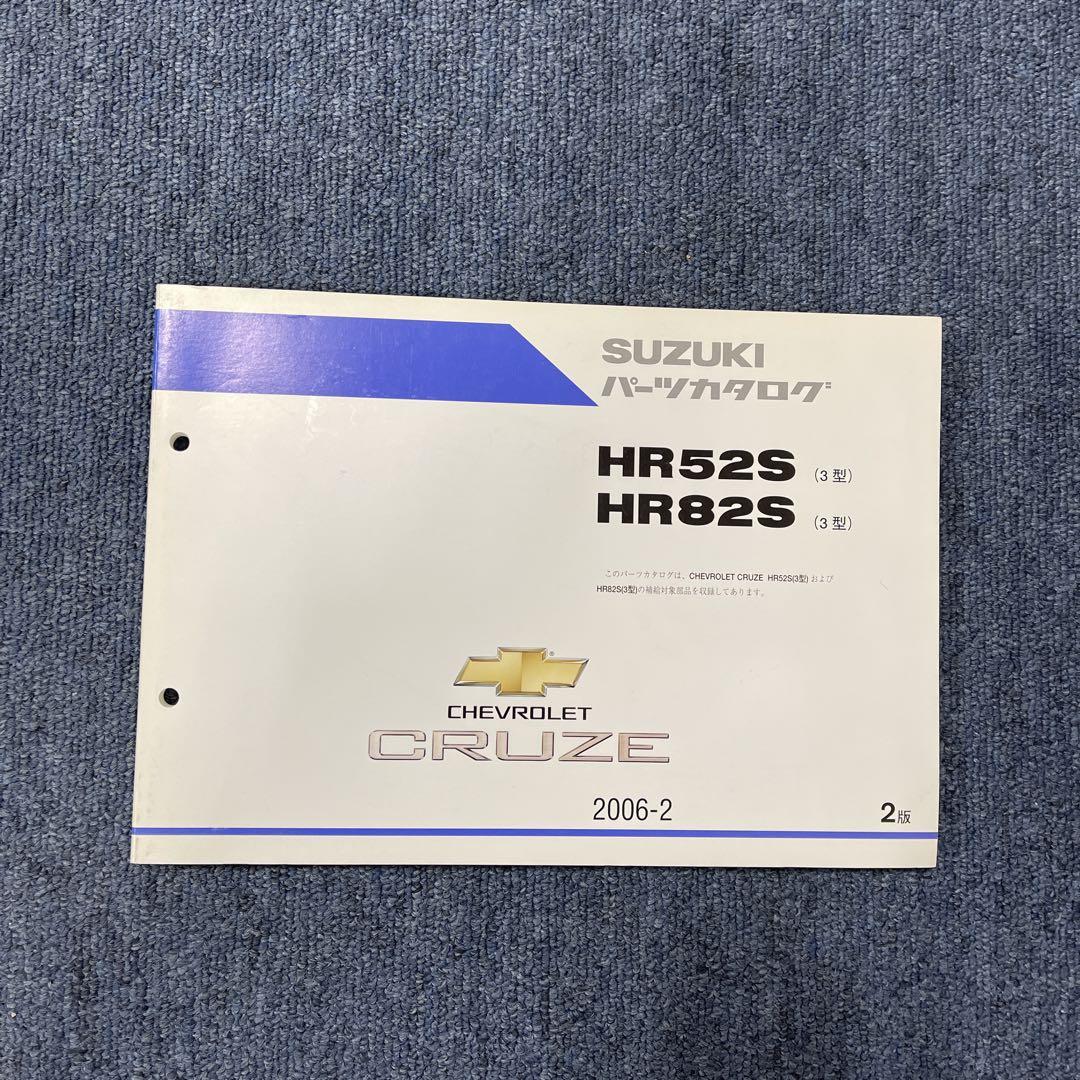 SUZUKI
パーツカタログ
HR52S (3型)
HR82S (3型)
このパーツカタログは、CHEVROLET CRUZE HR52S(3型) および
HR82S(3型)の補給対象部品を収録してあります。
®
CHEVROLET
CRUZE
2006-2 2版